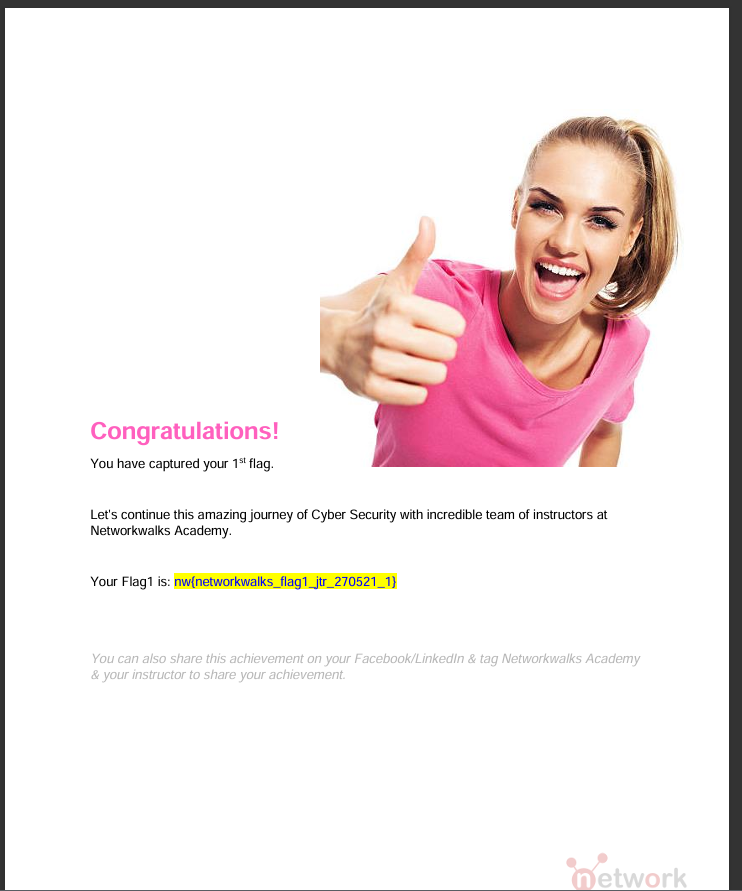 Congratulations!
You have captured your 1st flag.
Let's continue this amazing journey of Cyber Security with incredible team of instructors at
Networkwalks Academy.
Your Flag1 is: nw{networkwalks_flag1_jtr_270521_1}
You can also share this achievement on your Facebook/LinkedIn & tag Networkwalks Academy
& your instructor to share your achievement.
network